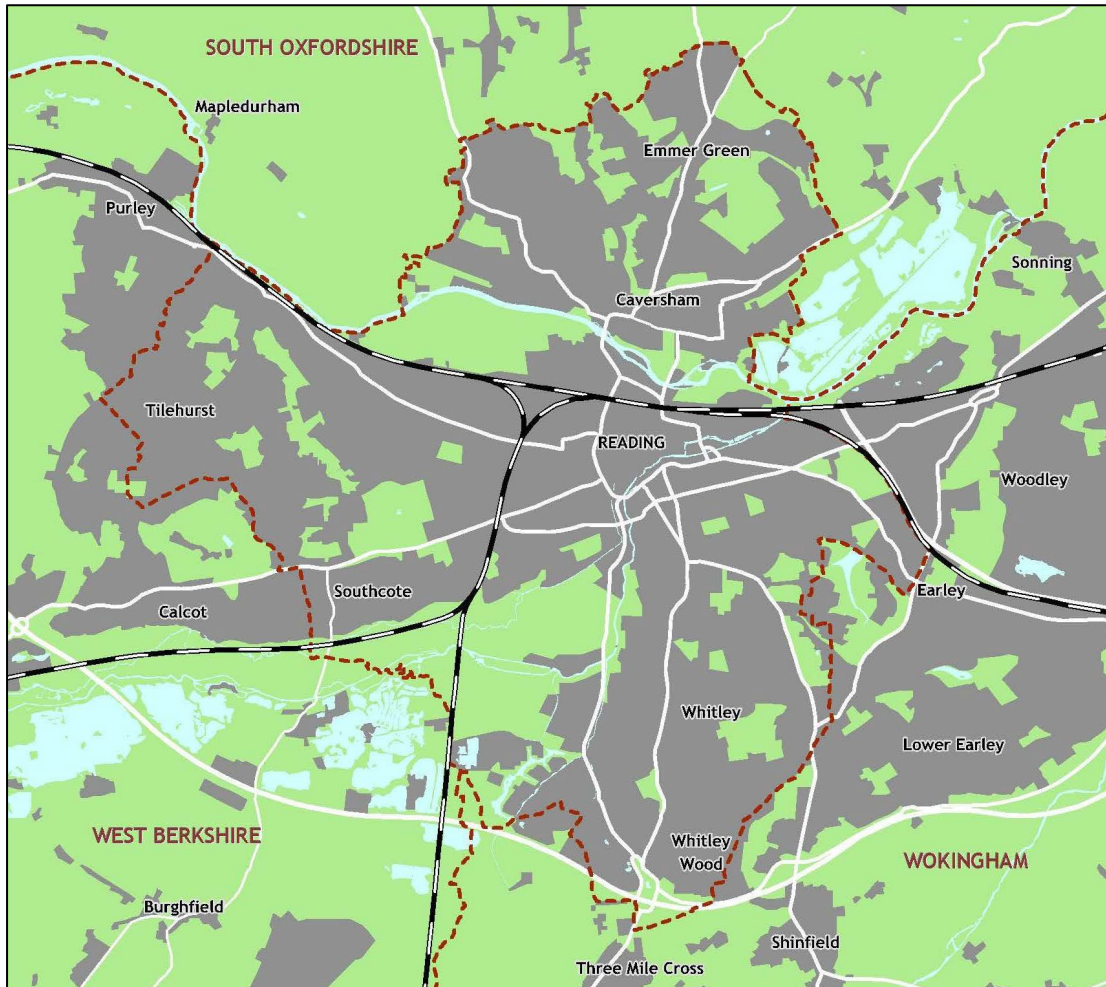 SOUTH OXFORDSHIRE
Mapledurham
Emmer Green
Purley
Sonning
Caversham
Tilehurst
READING
Woodley
Southcote
Earley
Calcot
Whitley
Lower Earley
WEST BERKSHIRE
Whitley
Wood
WOKINGHAM
Burghfield
Shinfield
Three Mile Cross